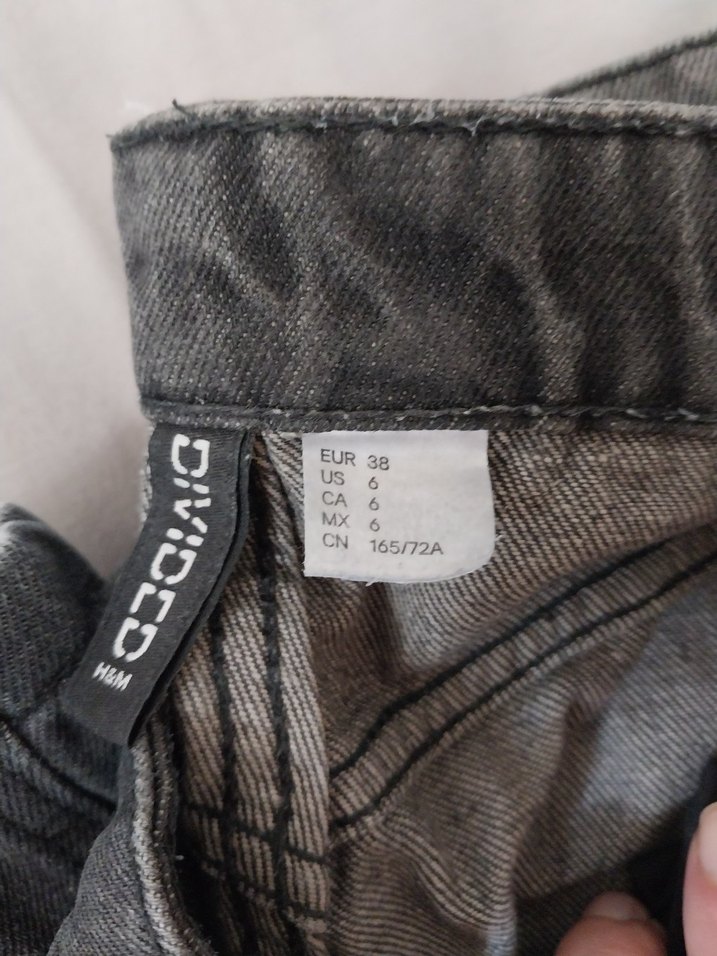 DIVIDED
H&M
EUR 38
US 6
CA 6
MX 6
CN 165/72A